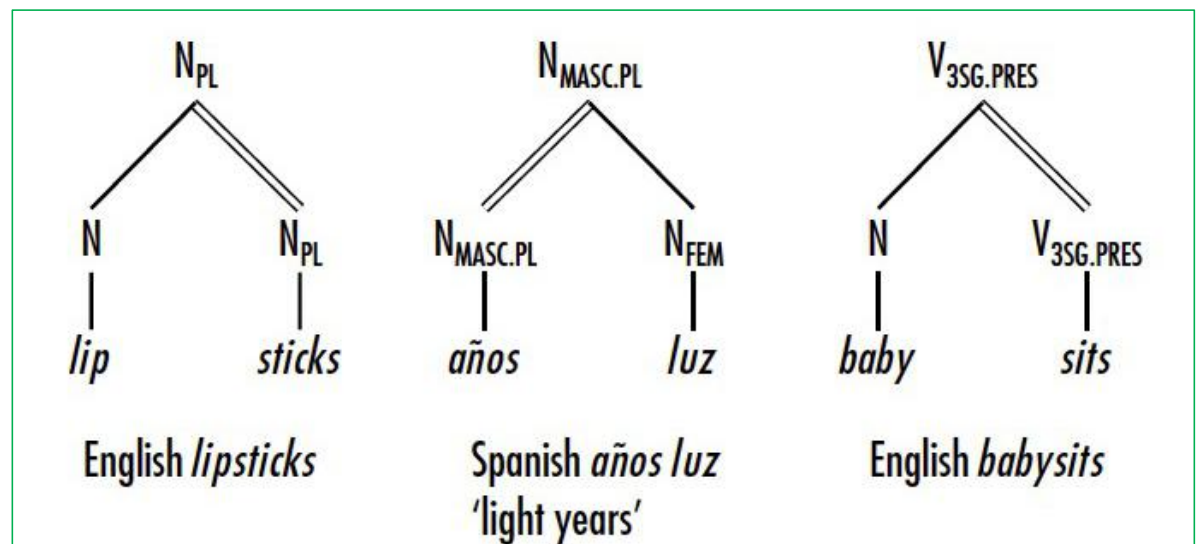 N_PL N_MASC.PL V_3SG.PRES
N N_PL N_MASC.PL N_FEM N V_3SG.PRES
lip sticks años luz baby sits
English lipsticks Spanish años luz English babysits
‘light years’